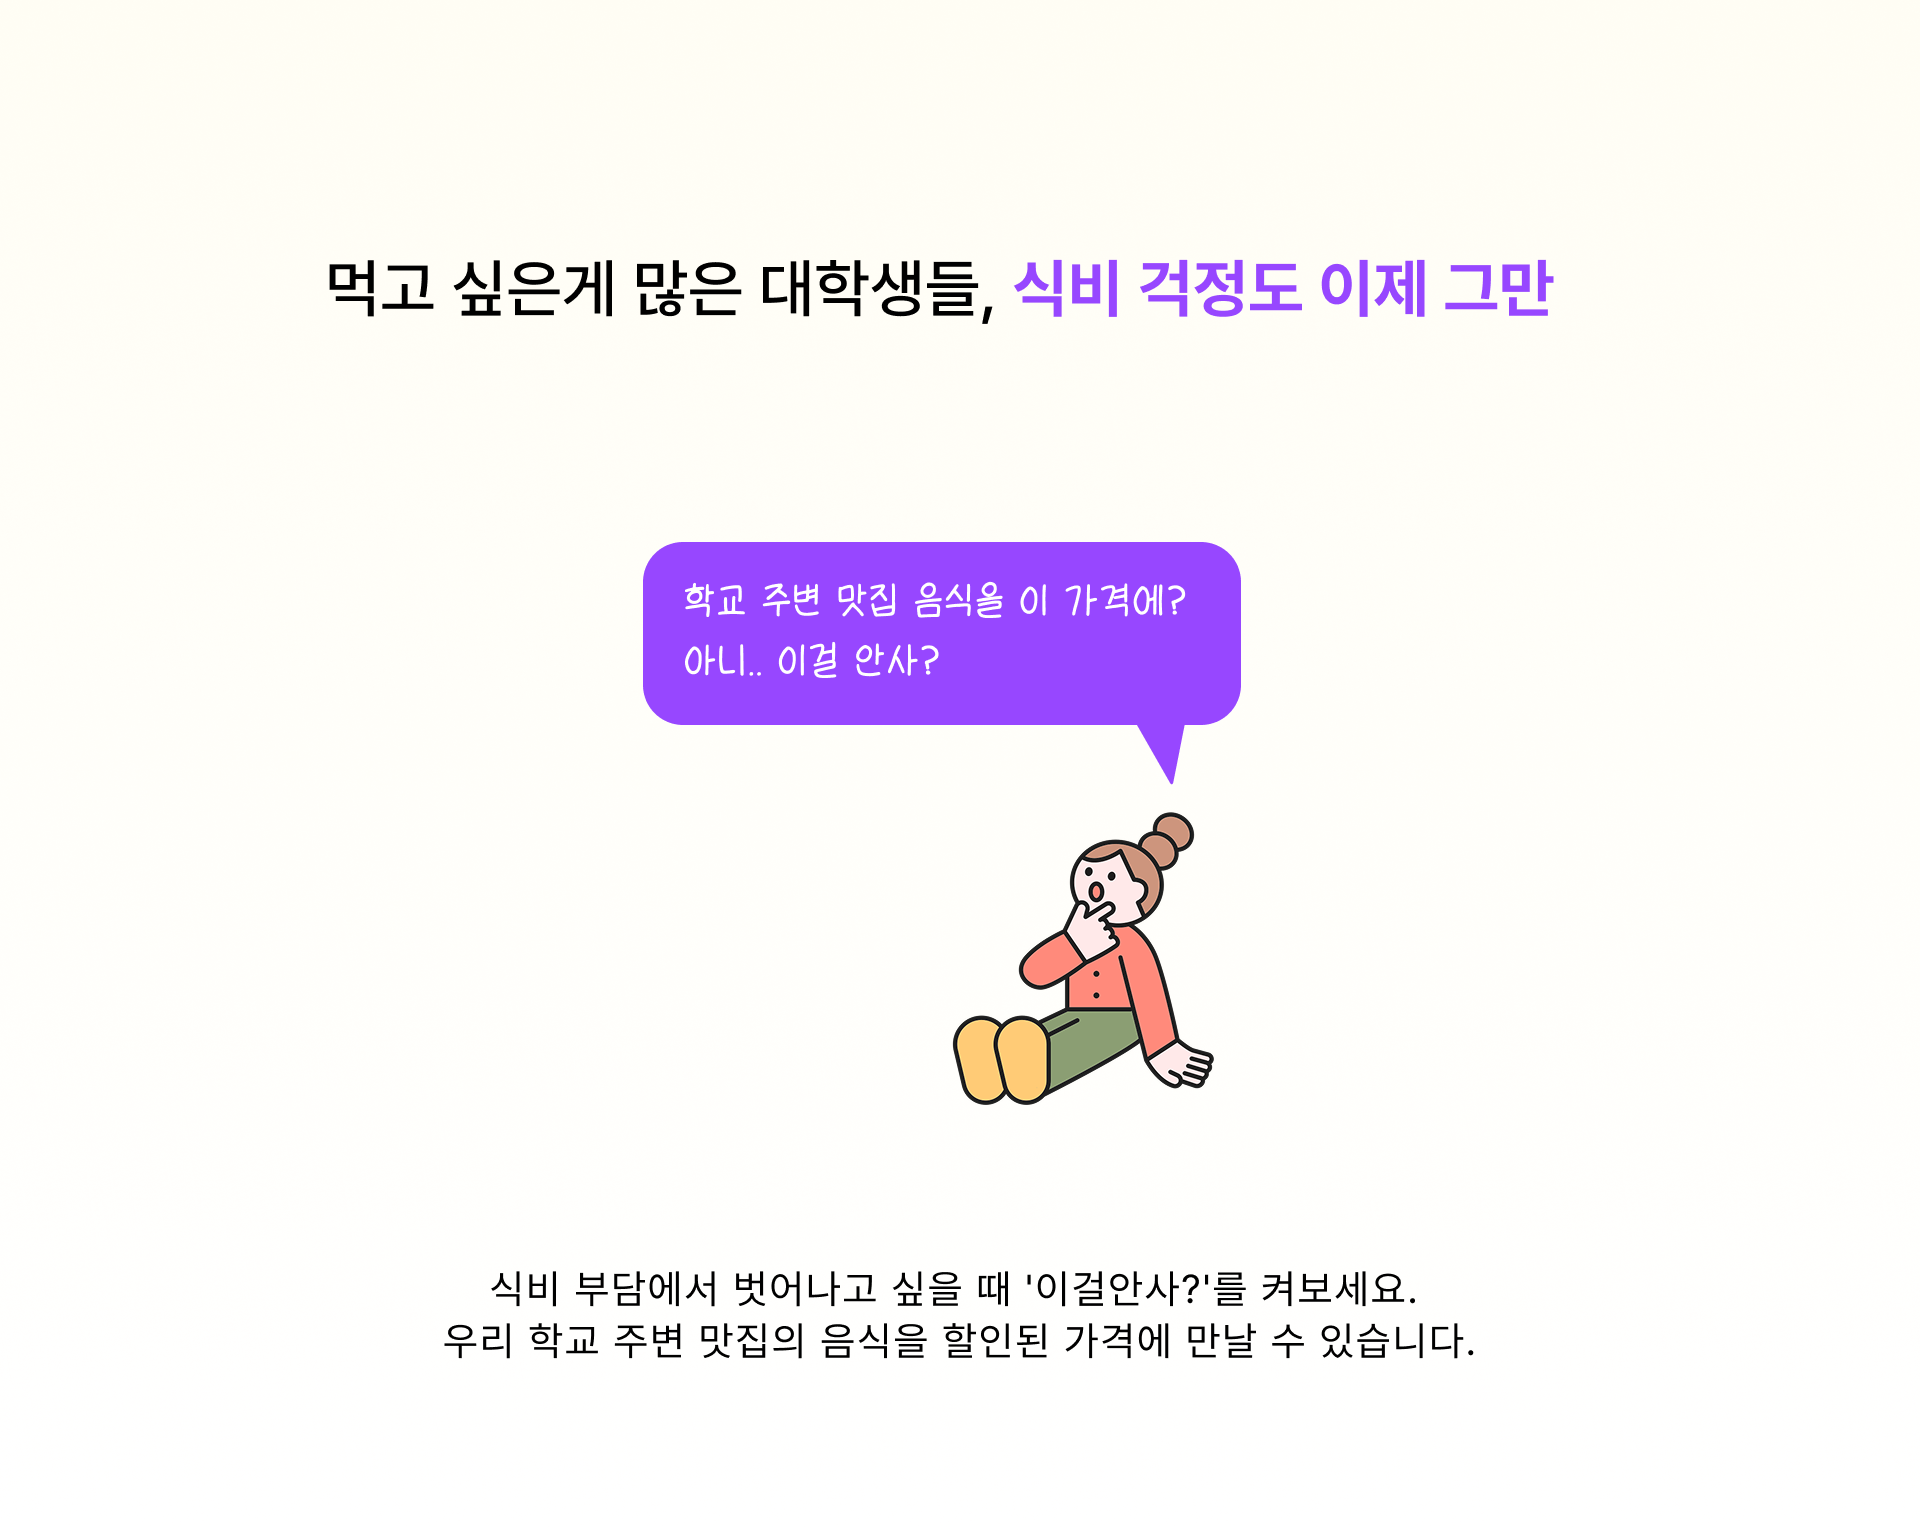 먹고 싶은게 많은 대학생들, 식비 걱정도 이제 그만
학교 주변 맛집 음식을 이 가격에?
아니.. 이걸 안사?
식비 부담에서 벗어나고 싶을 때 '이걸안사?'를 켜보세요.
우리 학교 주변 맛집의 음식을 할인된 가격에 만날 수 있습니다.